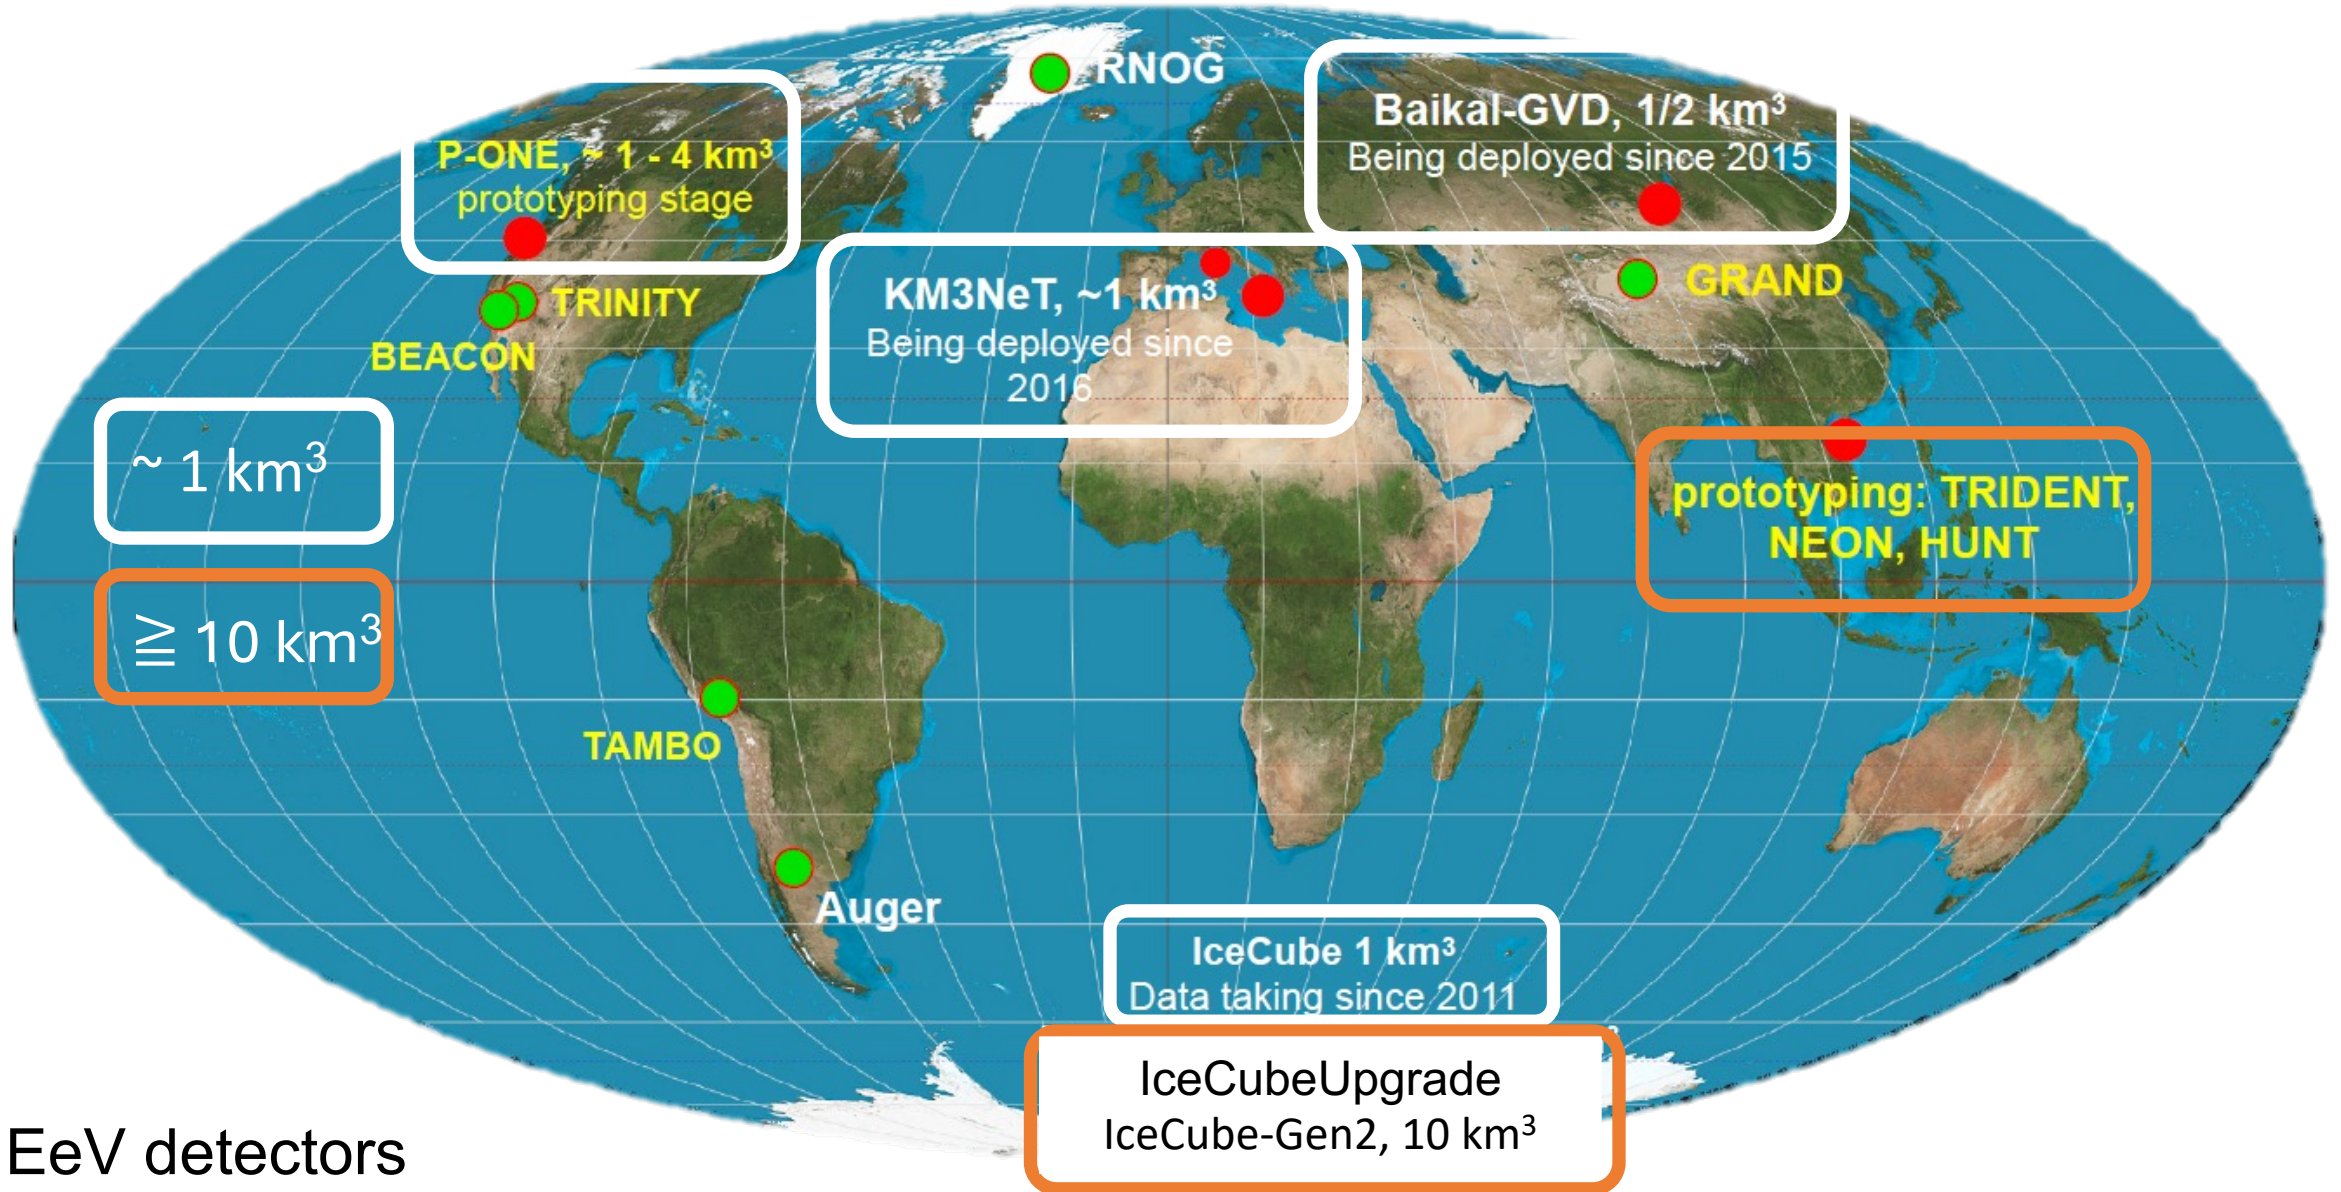 RNOG
Baikal-GVD, 1/2 km³
Being deployed since 2015
P-ONE, ~ 1 - 4 km³
prototyping stage
TRINITY
BEACON
KM3NeT, ~1 km³
Being deployed since
2016
GRAND
~ 1 km³
≧ 10 km³
prototyping: TRIDENT,
NEON, HUNT
TAMBO
Auger
IceCube 1 km³
Data taking since 2011
IceCubeUpgrade
IceCube-Gen2, 10 km³
EeV detectors